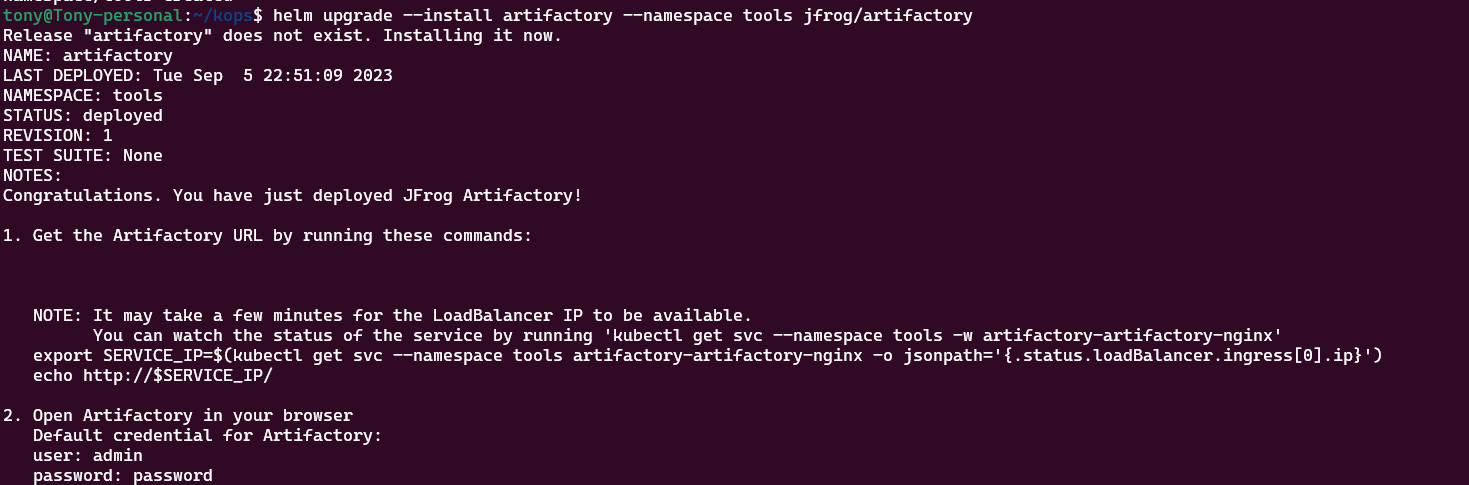 tony@Tony-personal:~/kops$ helm upgrade --install artifactory --namespace tools jfrog/artifactory
Release "artifactory" does not exist. Installing it now.
NAME: artifactory
LAST DEPLOYED: Tue Sep  5 22:51:09 2023
NAMESPACE: tools
STATUS: deployed
REVISION: 1
TEST SUITE: None
NOTES:
Congratulations. You have just deployed JFrog Artifactory!
1. Get the Artifactory URL by running these commands:
NOTE: It may take a few minutes for the LoadBalancer IP to be available.
You can watch the status of the service by running 'kubectl get svc --namespace tools -w artifactory-artifactory-nginx'
export SERVICE_IP=$(kubectl get svc --namespace tools artifactory-artifactory-nginx -o jsonpath='{.status.loadBalancer.ingress[0].ip}')
echo http://$SERVICE_IP/
2. Open Artifactory in your browser
Default credential for Artifactory:
user: admin
password: password